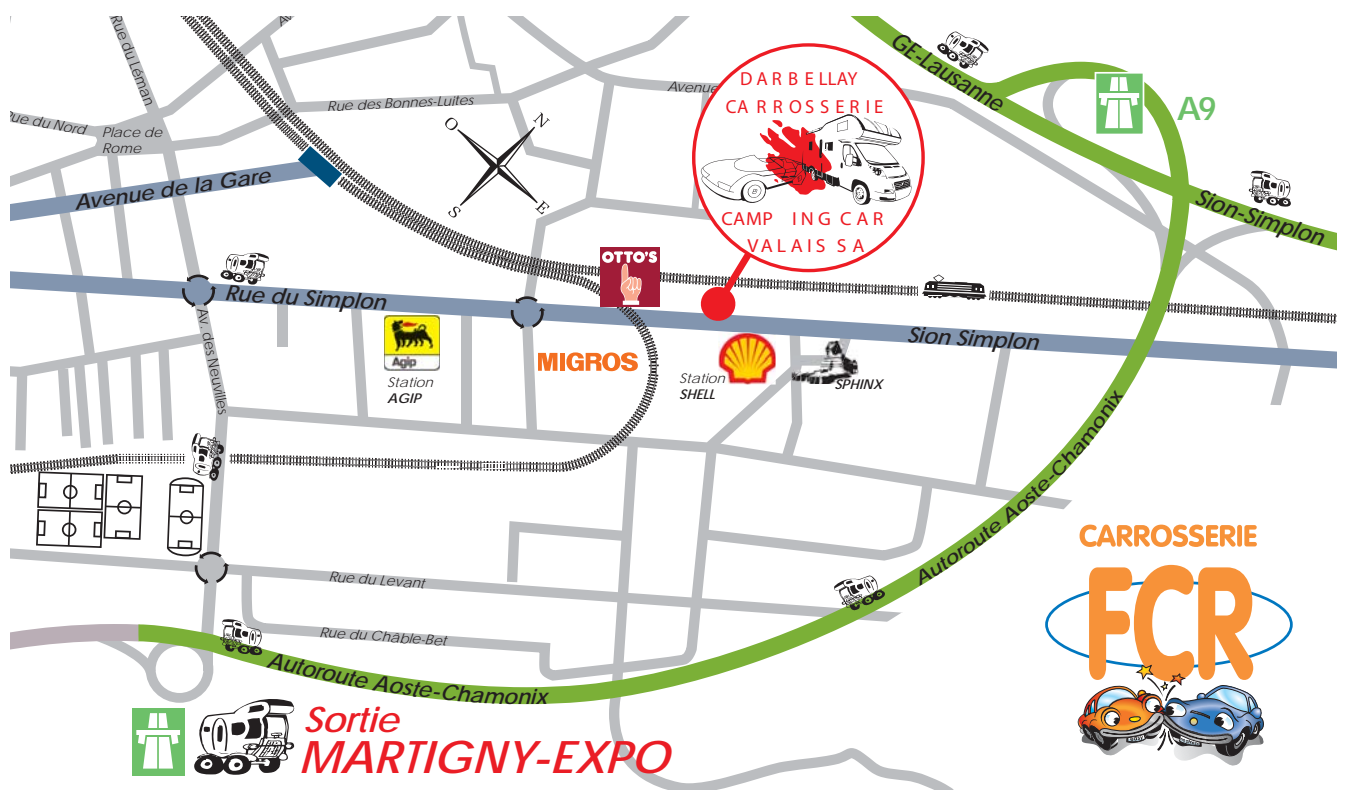 Rue du Léman
GE-Lausanne
DARBELLAY
CARROSSERIE
CAMPING CAR
VALAIS SA
A9
Avenue
Rue des Bonnes-Luites
Rue du Nord
Place de
Rome
O
N
S
E
Avenue de la Gare
Sion-Simplon
OTTO'S
Rue du Simplon
Sion Simplon
Av. des Neuvilles
Agip
Station
AGIP
MIGROS
Station
SHELL
SPHINX
Autoroute Aoste-Chamonix
CARROSSERIE
FCR
Rue du Levant
Rue du Châble-Bet
Autoroute Aoste-Chamonix
Sortie
MARTIGNY-EXPO